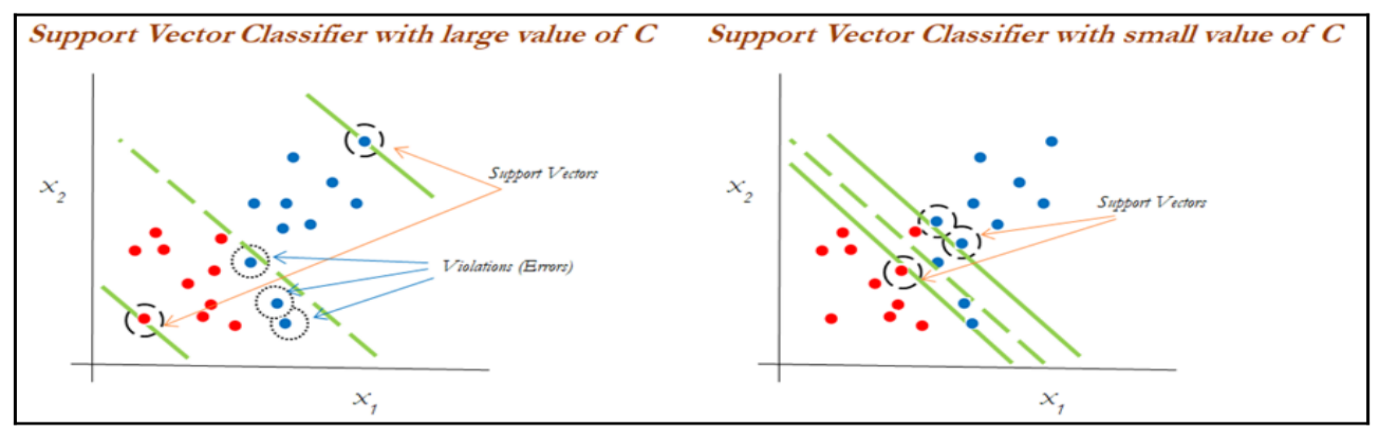 Support Vector Classifier with large value of C
X2
Support Vectors
Violations (Errors)
X1
Support Vector Classifier with small value of C
X2
Support Vectors
X1